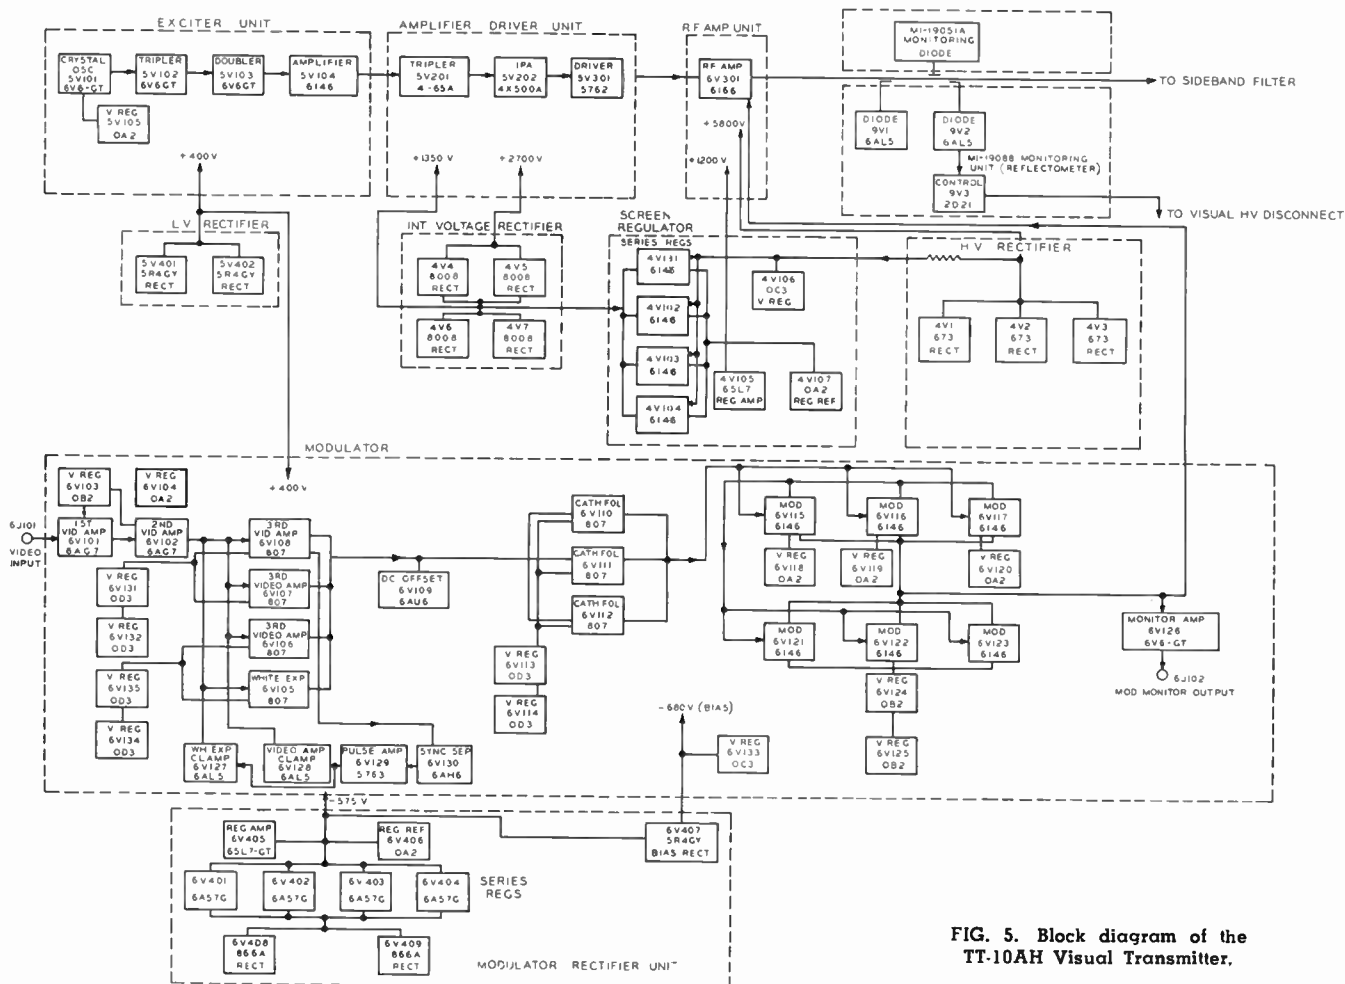 EXCITER UNIT
CRYSTAL
OSC
5V101
6V6-GT
TRIPLER
5V102
6V6GT
DOUBLER
5V103
6V6GT
AMPLIFIER
5V104
6146
V REG
5V105
OA2
+400V
AMPLIFIER DRIVER UNIT
TRIPLER
5V201
4-65A
IPA
5V202
4X500A
DRIVER
5V301
5762
+1350 V
+2700V
RF AMP UNIT
RF AMP
6V301
6166
+5800V
+1200V
MI-19051A
MONITORING
DIODE
TO SIDEBAND FILTER
DIODE
9V1
6AL5
DIODE
9V2
6AL5
MI-19088 MONITORING
UNIT (REFLECTOMETER)
CONTROL
9V3
2D21
TO VISUAL HV DISCONNECT
LV RECTIFIER
5V401
5R4GY
RECT
5V402
5R4GY
RECT
INT VOLTAGE RECTIFIER
4V4
8008
RECT
4V5
8008
RECT
4V6
8008
RECT
4V7
8008
RECT
SCREEN
REGULATOR
SERIES REGS
4V101
6146
4V102
6146
4V103
6146
4V104
6146
4V106
OC3
V REG
4V105
6SL7
REG AMP
4V107
OA2
REG REF
HV RECTIFIER
4V1
673
RECT
4V2
673
RECT
4V3
673
RECT
MODULATOR
6J101
VIDEO
INPUT
V REG
6V103
OB2
V REG
6V104
OA2
+400V
1ST
VID AMP
6V101
6AG7
2ND
VID AMP
6V102
6AG7
3RD
VID AMP
6V108
807
3RD
VIDEO AMP
6V107
807
3RD
VIDEO AMP
6V106
807
WHITE EXP
6V105
807
V REG
6V131
OD3
V REG
6V132
OD3
V REG
6V135
OD3
V REG
6V134
OD3
WH EXP
CLAMP
6V127
6AL5
VIDEO AMP
CLAMP
6V128
6AL5
PULSE AMP
6V129
5763
SYNC SEP
6V130
6AH6
DC OFFSET
6V109
6AU6
CATH FOL
6V110
807
CATH FOL
6V111
807
CATH FOL
6V112
807
V REG
6V113
OD3
V REG
6V114
OD3
MOD
6V115
6146
MOD
6V116
6146
MOD
6V117
6146
V REG
6V118
OA2
V REG
6V119
OA2
V REG
6V120
OA2
MOD
6V121
6146
MOD
6V122
6146
MOD
6V123
6146
V REG
6V124
OB2
V REG
6V125
OB2
MONITOR AMP
6V126
6V6-GT
6J102
MOD MONITOR OUTPUT
-680V (BIAS)
V REG
6V133
OC3
-575 V
REG AMP
6V405
6SL7-GT
REG REF
6V406
OA2
6V407
5R4GY
BIAS RECT
6V401
6AS7G
6V402
6AS7G
6V403
6AS7G
6V404
6AS7G
SERIES
REGS
6V408
866A
RECT
6V409
866A
RECT
MODULATOR RECTIFIER UNIT
FIG. 5. Block diagram of the
TT-10AH Visual Transmitter.